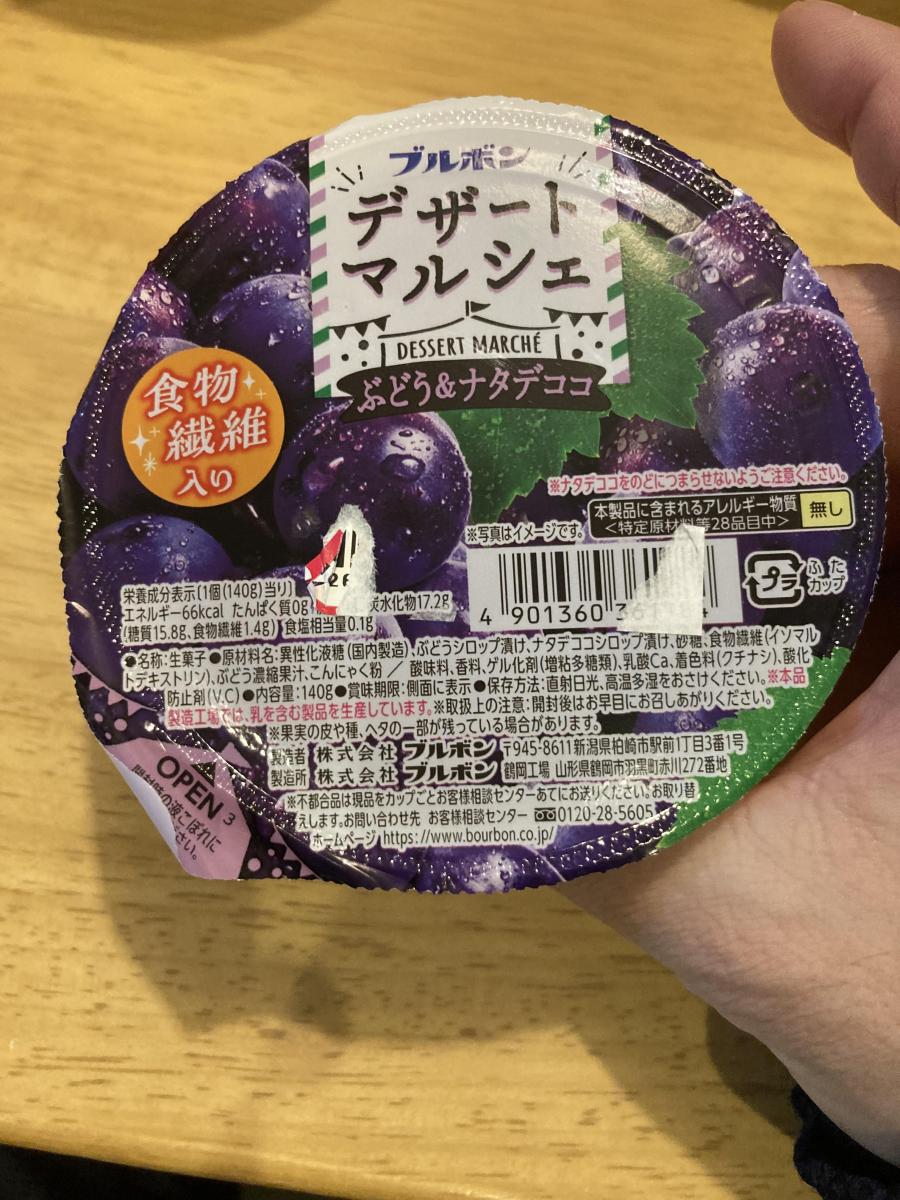 ブルボン
デザート
マルシェ
DESSERT MARCHÉ
ぶどう&ナタデココ
食物
繊維
入り
※ナタデココをのどにつまらせないようご注意ください。
本製品に含まれるアレルギー物質
<特定原材料等28品目中>
無し
※写真はイメージです。
4 901360
プラ
ふた
カップ
栄養成分表示(1個(140g)当り)
エネルギー66kcal たんぱく質0g 炭水化物17.2g
(糖質15.8g、食物繊維1.4g) 食塩相当量0.1g
●名称:生菓子●原材料名:異性化液糖(国内製造)、ぶどうシロップ漬け、ナタデココシロップ漬け、砂糖、食物繊維(イソマル
トデキストリン)、ぶどう濃縮果汁、こんにゃく粉/酸味料、香料、ゲル化剤(増粘多糖類)、乳酸Ca、着色料(クチナシ)、酸化
防止剤(V.C)●内容量:140g●賞味期限:側面に表示●保存方法:直射日光、高温多湿をおさけください。※本品
製造工場では、乳を含む製品を生産しています。※取扱上の注意:開封後はお早目にお召しあがりください。
※果実の皮や種、ヘタの一部が残っている場合があります。
製造者 株式会社ブルボン 〒945-8611新潟県柏崎市駅前1丁目3番1号
製造所 株式会社ブルボン 鶴岡工場 山形県鶴岡市羽黒町赤川272番地
※不都合品は現品をカップごとお客様相談センターあてにお送りください。お取り替
えします。お問い合わせ先 お客様相談センター 0120-28-5605
ホームページ https://www.bourbon.co.jp/
OPEN 3
開封時の液こぼれに
さい。